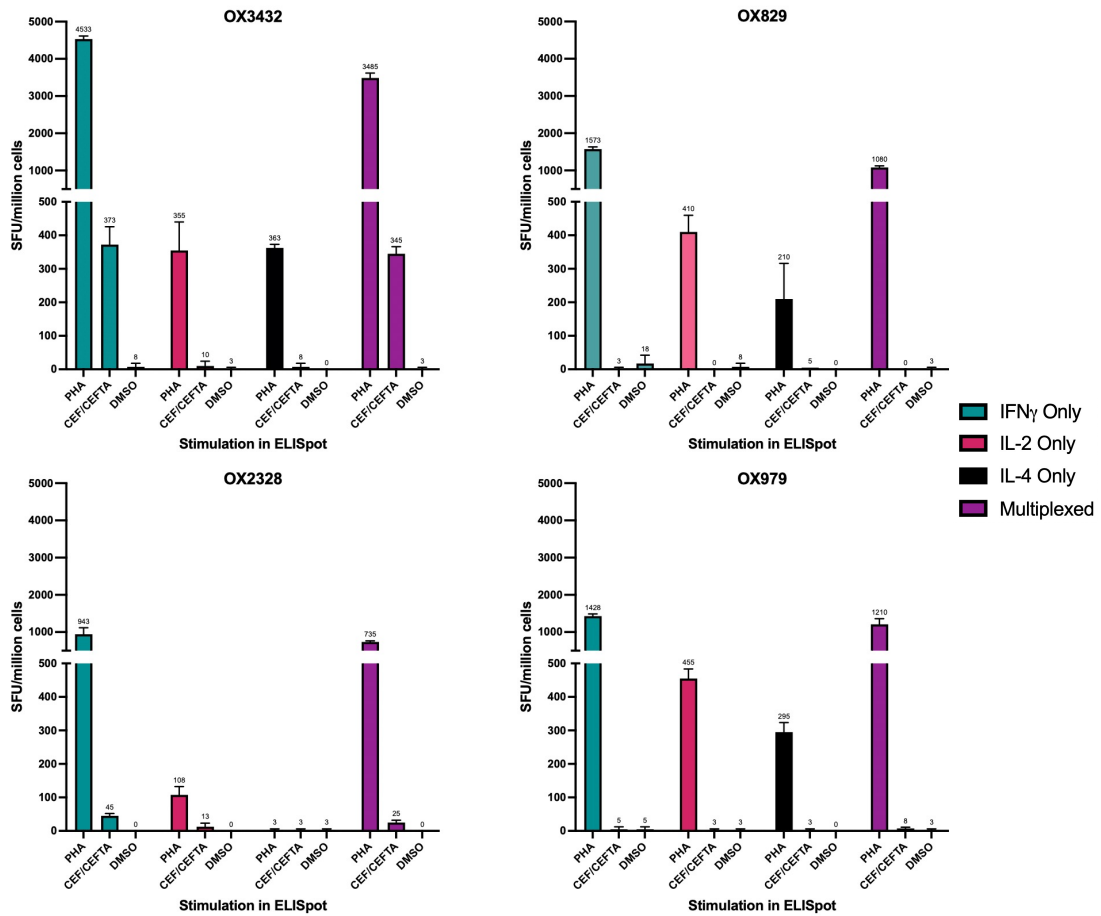 OX3432
5000
4000
3000
2000
1000
500
400
300
200
100
0
SFU/million cells
4533
373
8
355
10
3
363
8
0
3485
345
3
PHA
CEF/CEFTA
DMSO
PHA
CEF/CEFTA
DMSO
PHA
CEF/CEFTA
DMSO
PHA
CEF/CEFTA
DMSO
Stimulation in ELISpot
OX829
5000
4000
3000
2000
1000
500
400
300
200
100
0
SFU/million cells
1573
3
18
410
0
8
210
5
0
1080
0
3
PHA
CEF/CEFTA
DMSO
PHA
CEF/CEFTA
DMSO
PHA
CEF/CEFTA
DMSO
PHA
CEF/CEFTA
DMSO
Stimulation in ELISpot
IFNγ Only
IL-2 Only
IL-4 Only
Multiplexed
OX2328
5000
4000
3000
2000
1000
500
400
300
200
100
0
SFU/million cells
943
45
0
108
13
0
3
3
3
735
25
0
PHA
CEF/CEFTA
DMSO
PHA
CEF/CEFTA
DMSO
PHA
CEF/CEFTA
DMSO
PHA
CEF/CEFTA
DMSO
Stimulation in ELISpot
OX979
5000
4000
3000
2000
1000
500
400
300
200
100
0
SFU/million cells
1428
5
5
455
3
3
295
3
0
1210
8
3
PHA
CEF/CEFTA
DMSO
PHA
CEF/CEFTA
DMSO
PHA
CEF/CEFTA
DMSO
PHA
CEF/CEFTA
DMSO
Stimulation in ELISpot